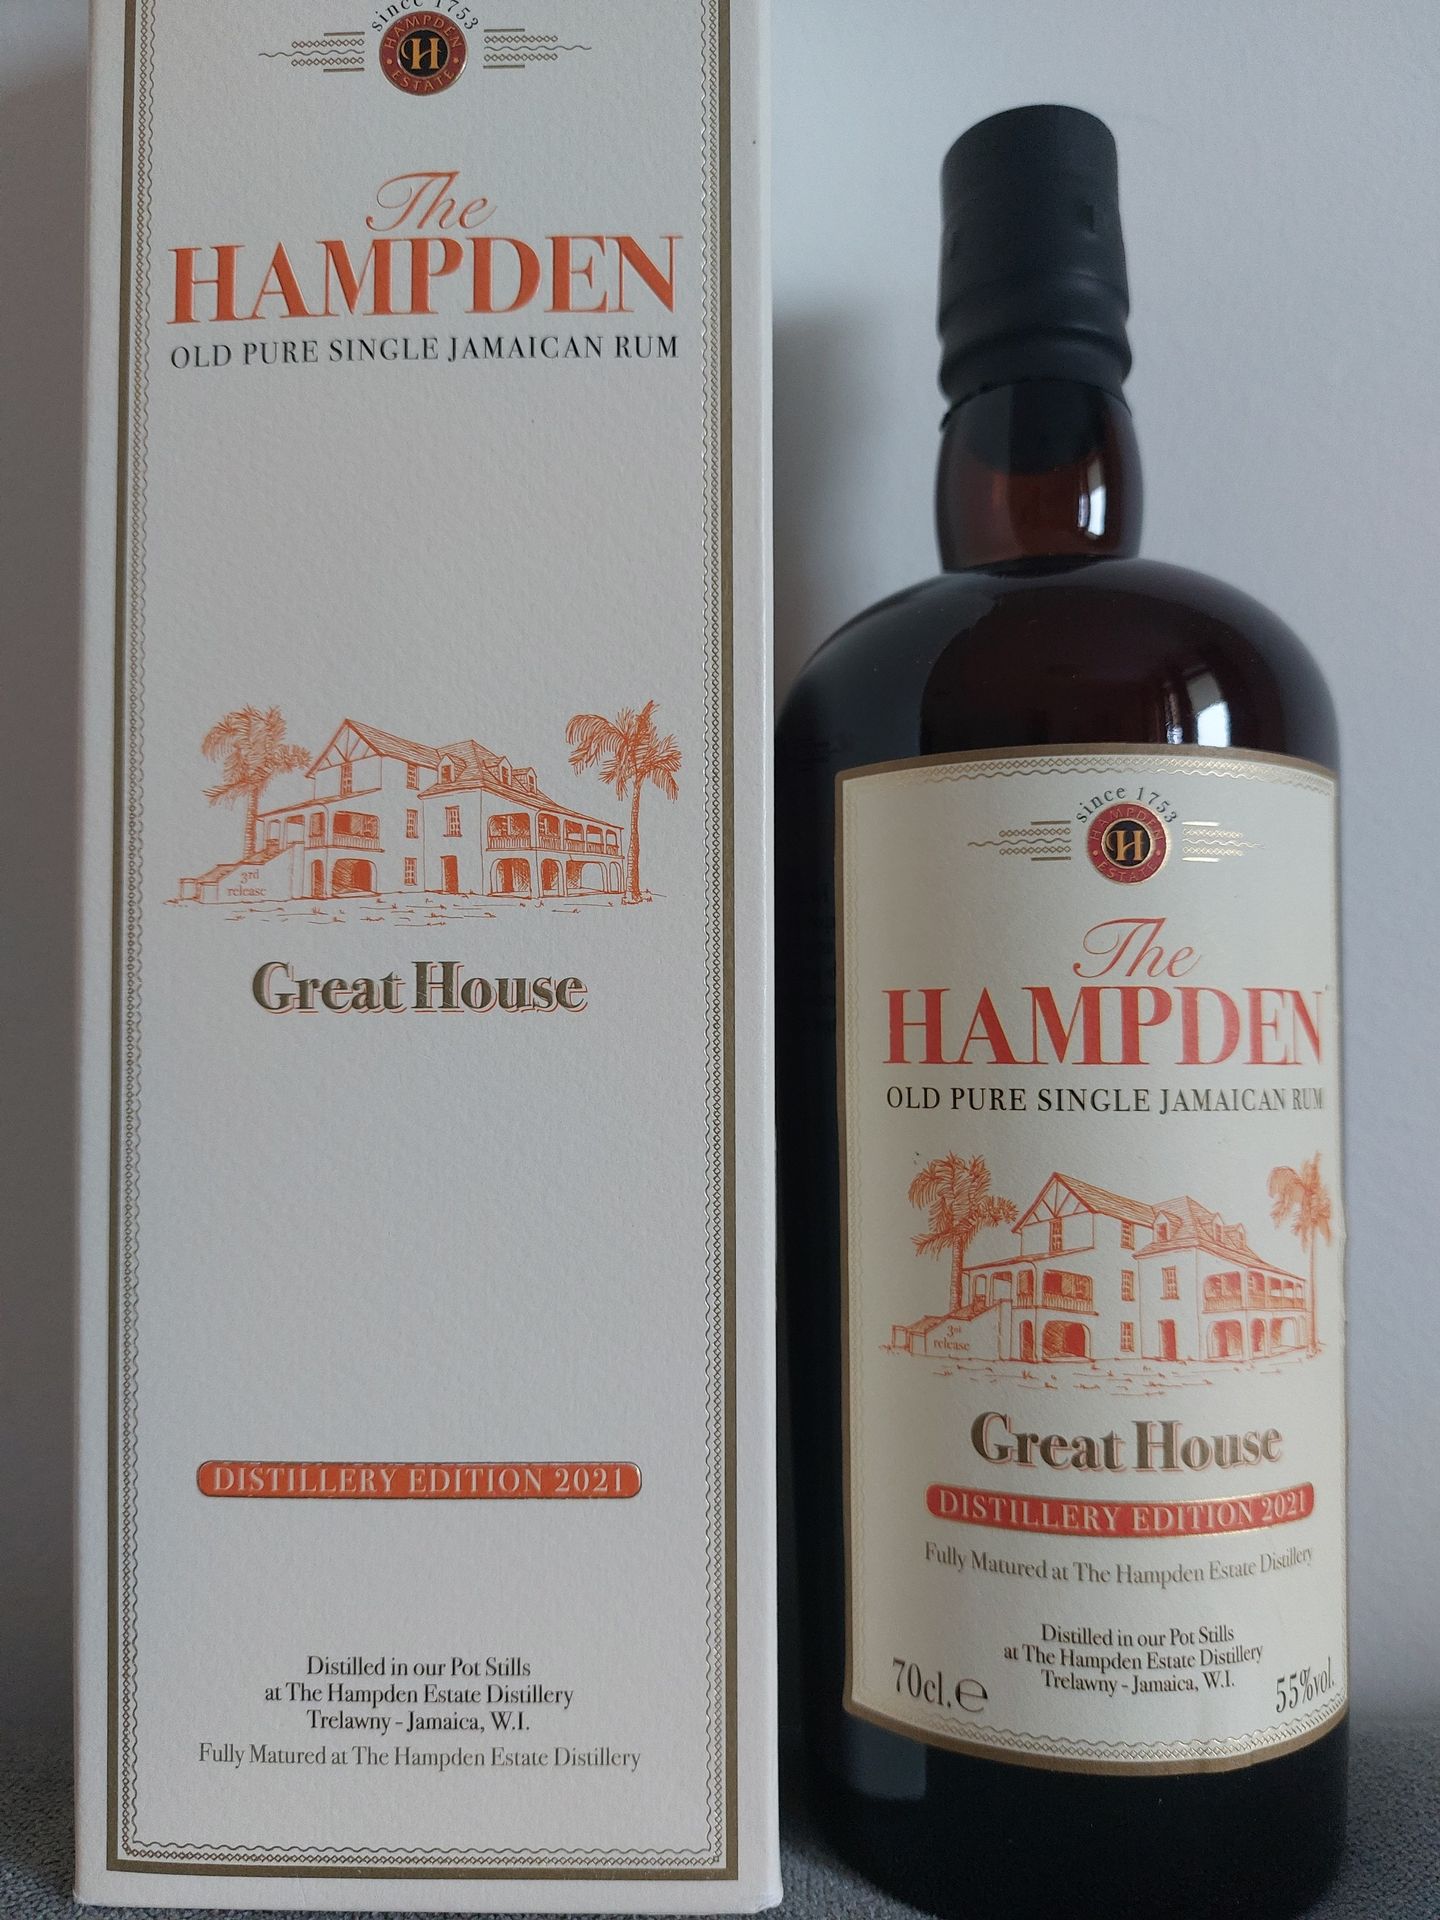 since 1753
HAMPDEN
H
ESTATE
The
HAMPDEN
OLD PURE SINGLE JAMAICAN RUM
3rd
release
Great House
DISTILLERY EDITION 2021
Distilled in our Pot Stills
at The Hampden Estate Distillery
Trelawny - Jamaica, W.I.
Fully Matured at The Hampden Estate Distillery
since 1753
HAMPDEN
H
ESTATE
The
HAMPDEN
OLD PURE SINGLE JAMAICAN RUM
3rd
release
Great House
DISTILLERY EDITION 2021
Fully Matured at The Hampden Estate Distillery
Distilled in our Pot Stills
at The Hampden Estate Distillery
Trelawny - Jamaica, W.I.
70cl.℮
55%vol.